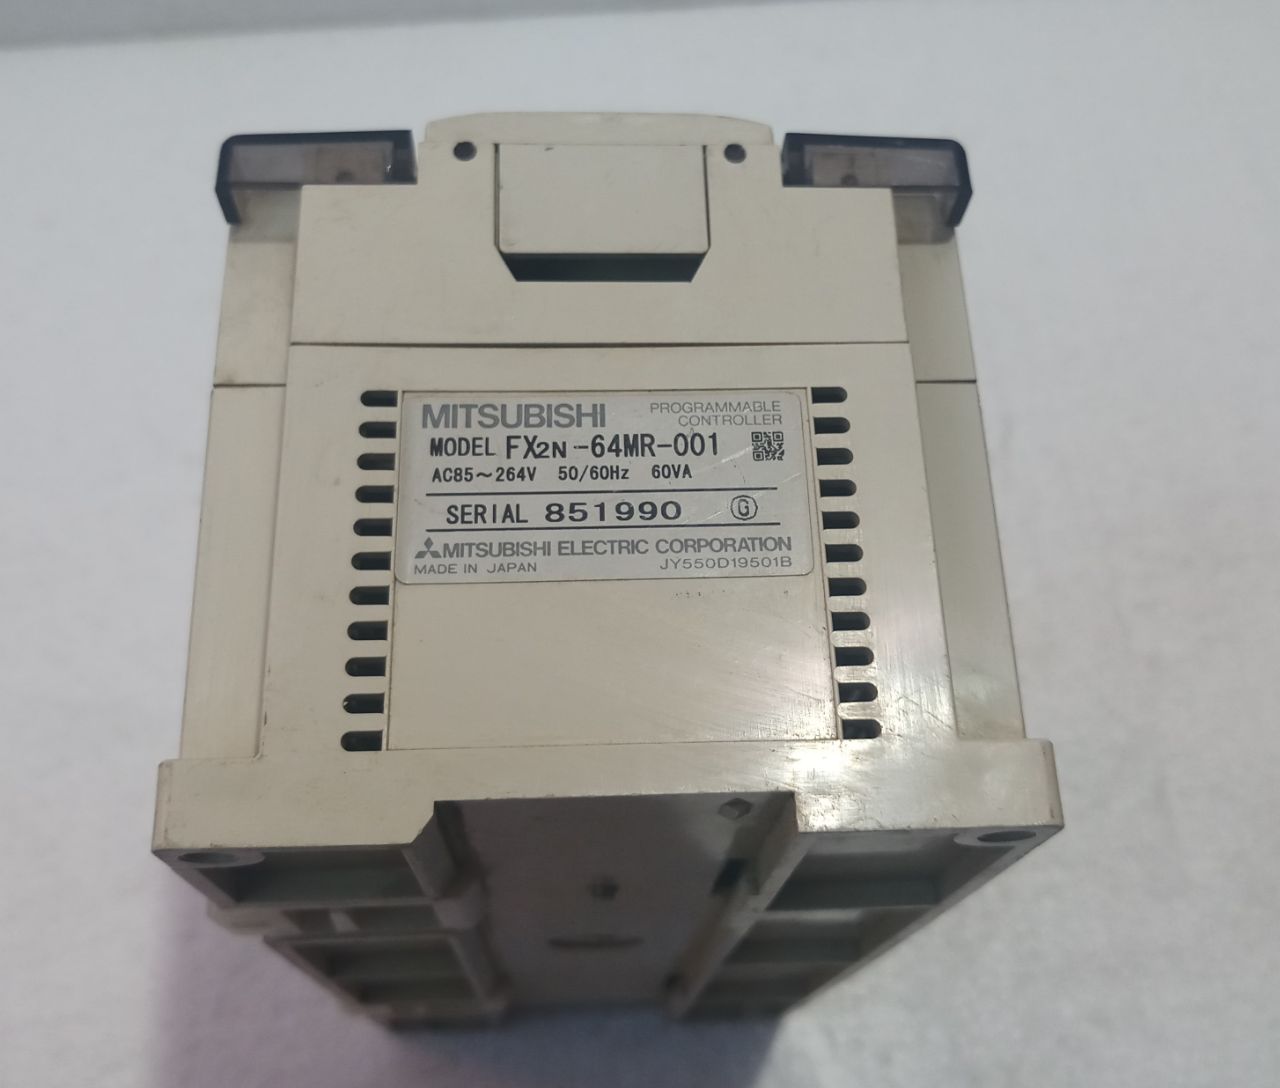 MITSUBISHI
PROGRAMMABLE
CONTROLLER
MODEL FX2N-64MR-001
AC85~264V 50/60Hz 60VA
SERIAL 851990 G
MITSUBISHI ELECTRIC CORPORATION
MADE IN JAPAN JY550D19501B